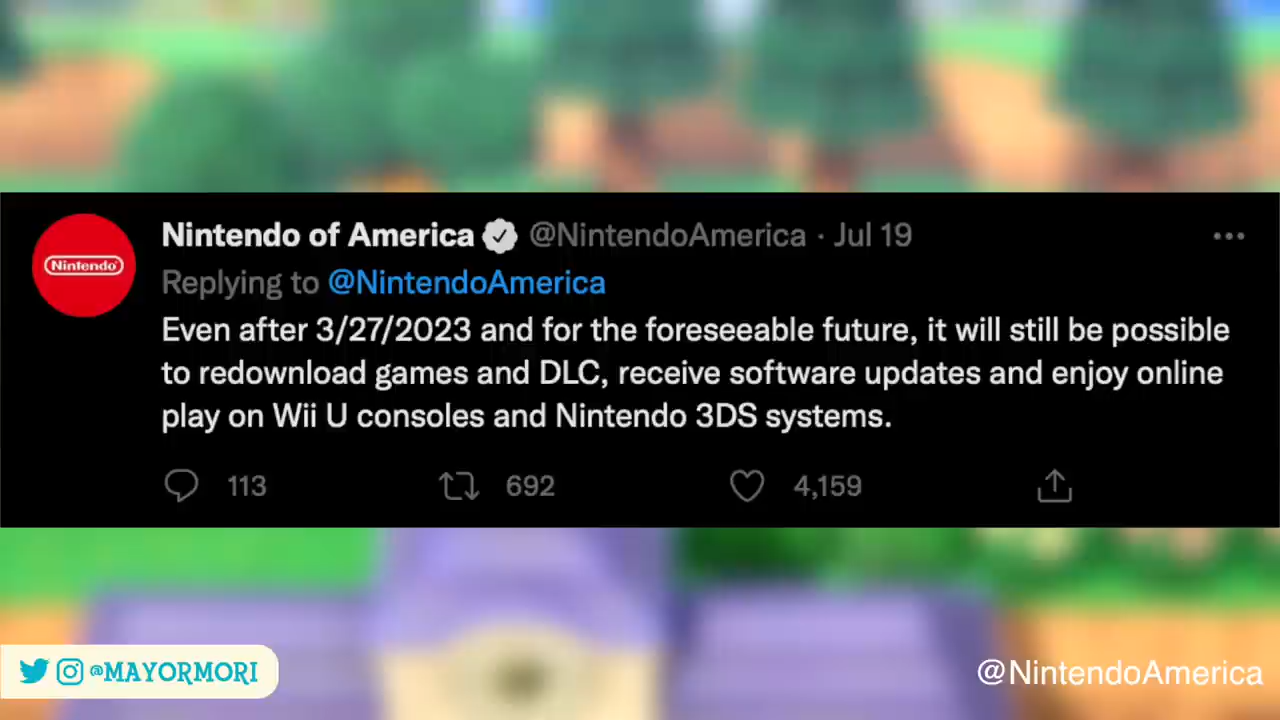 Nintendo of America @NintendoAmerica · Jul 19
Nintendo
Replying to @NintendoAmerica
Even after 3/27/2023 and for the foreseeable future, it will still be possible
to redownload games and DLC, receive software updates and enjoy online
play on Wii U consoles and Nintendo 3DS systems.
113 692 4,159
@MAYORMORI
@NintendoAmerica